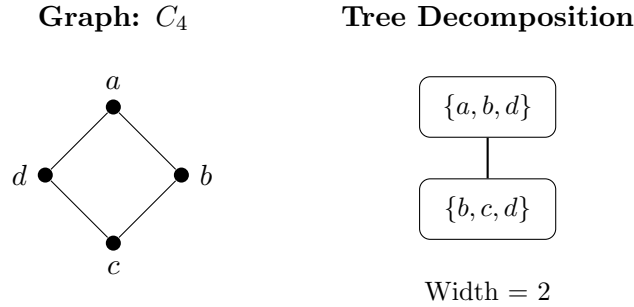 Graph: C₄
Tree Decomposition
a
d
b
c
{a, b, d}
{b, c, d}
Width = 2